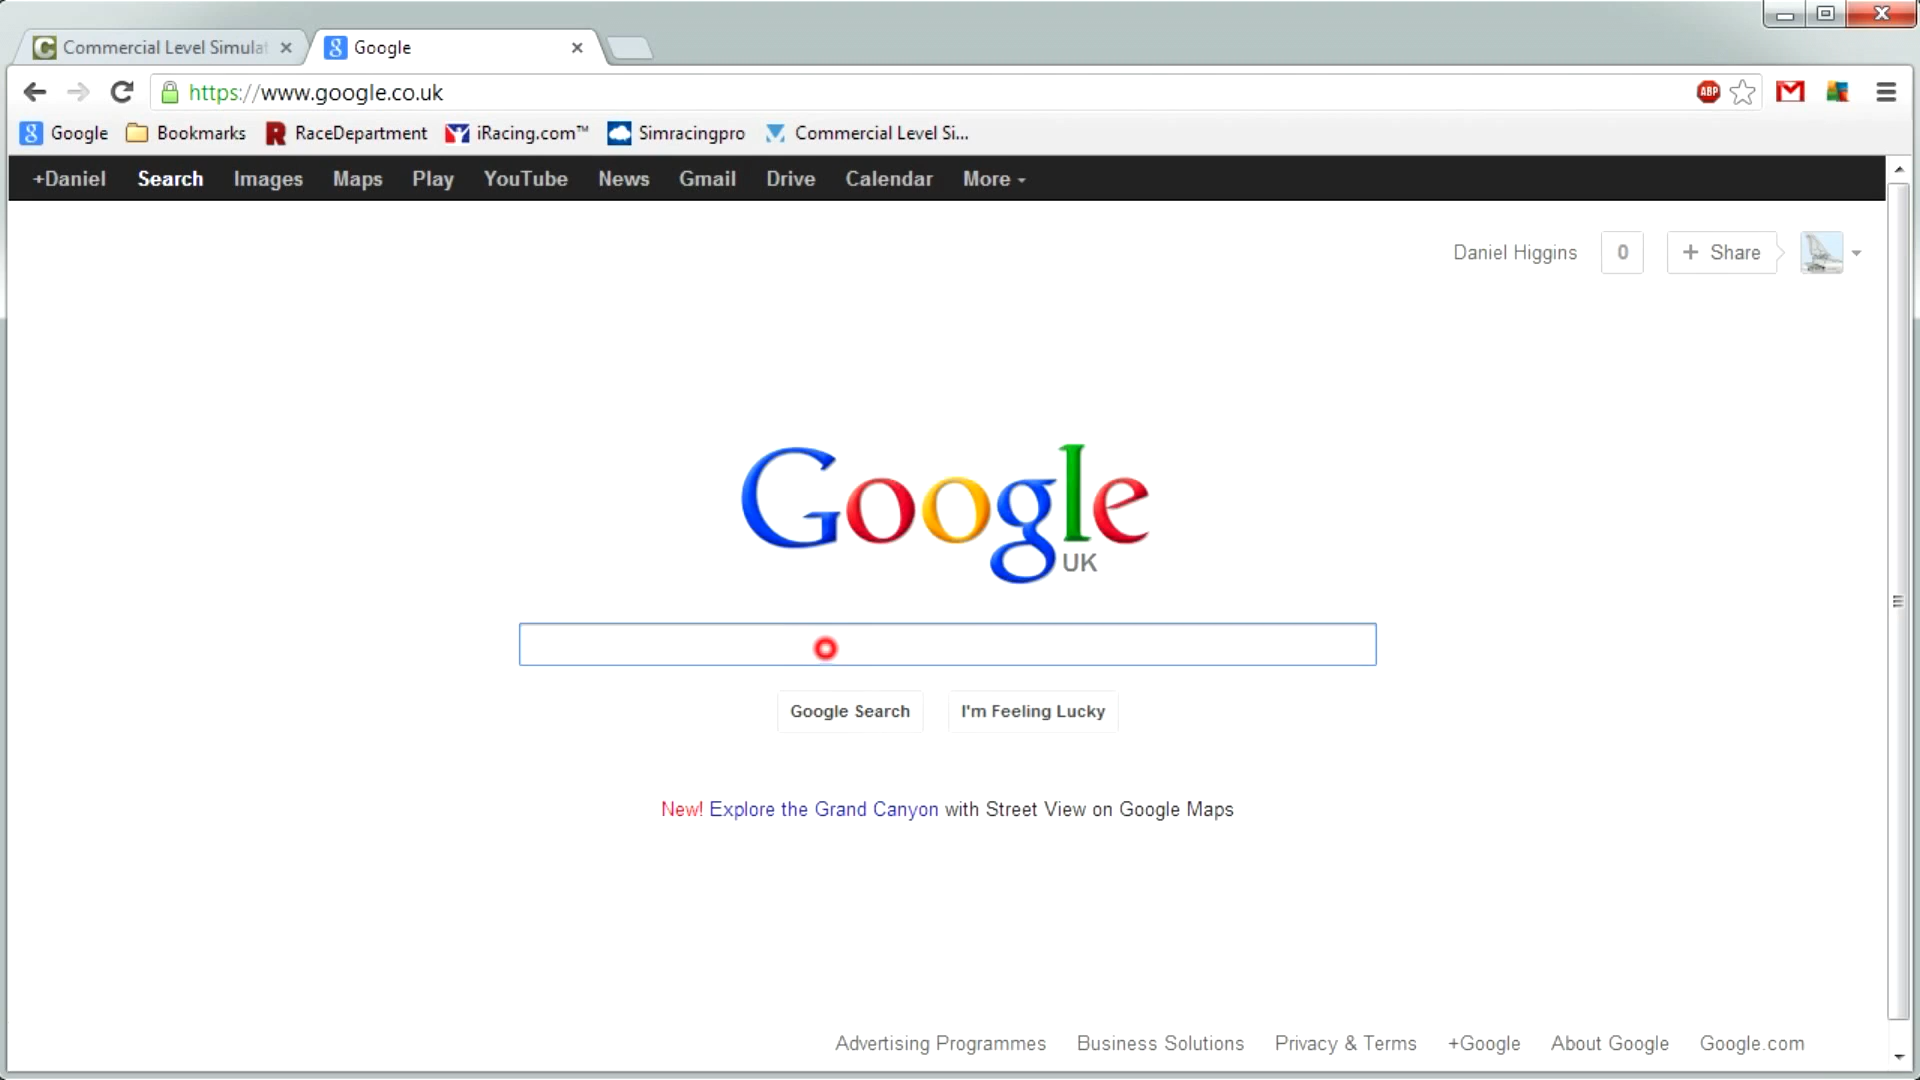 Commercial Level Simulat
Google
https://www.google.co.uk
ABP
Google Bookmarks RaceDepartment iRacing.com™ Simracingpro Commercial Level Si...
+Daniel Search Images Maps Play YouTube News Gmail Drive Calendar More
Daniel Higgins 0 + Share
Google
UK
Google Search I'm Feeling Lucky
New! Explore the Grand Canyon with Street View on Google Maps
Advertising Programmes Business Solutions Privacy & Terms +Google About Google Google.com